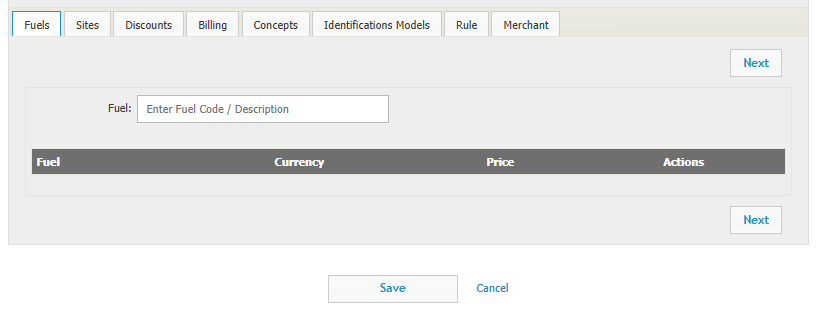 Fuels Sites Discounts Billing Concepts Identifications Models Rule Merchant
Next
Fuel: Enter Fuel Code / Description
Fuel Currency Price Actions
Next
Save Cancel